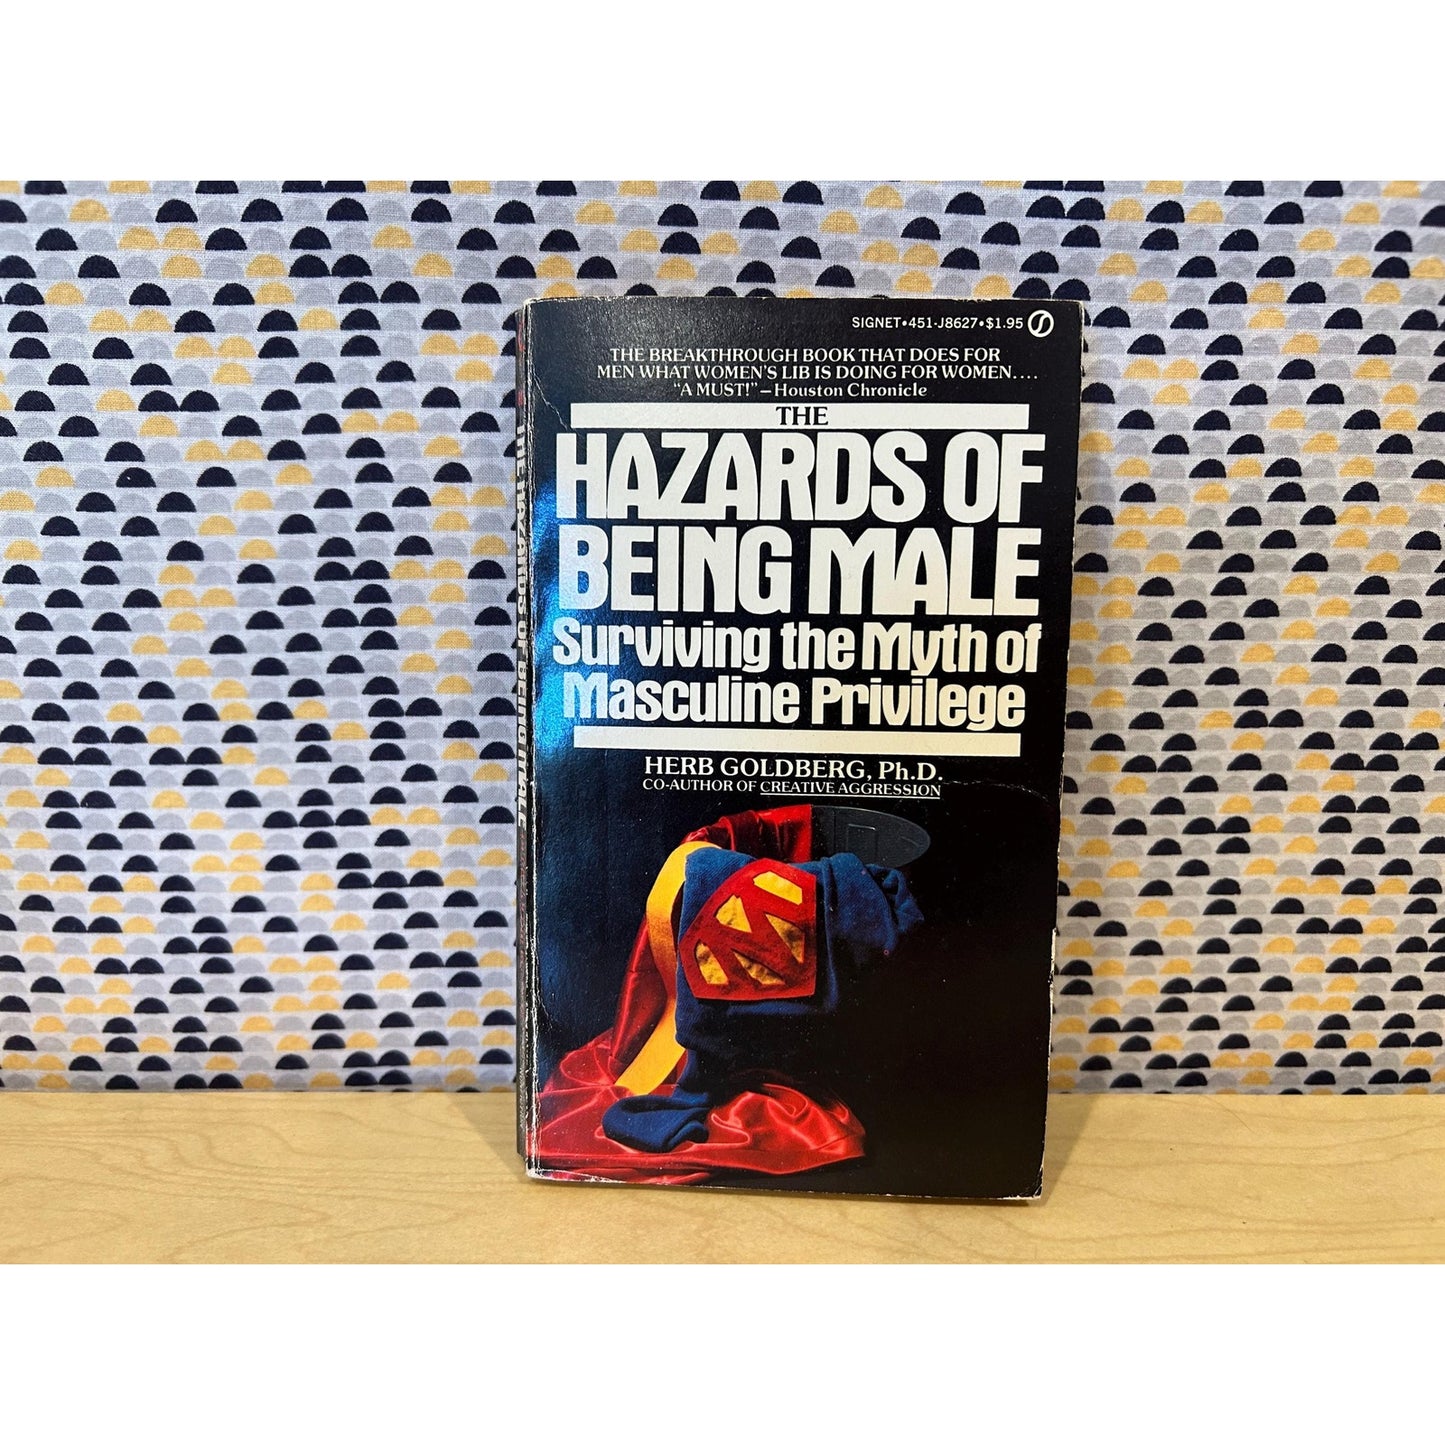 SIGNET•451-J8627•$1.95
THE BREAKTHROUGH BOOK THAT DOES FOR
MEN WHAT WOMEN'S LIB IS DOING FOR WOMEN....
"A MUST!"—Houston Chronicle
THE
HAZARDS OF
BEING MALE
Surviving the Myth of
Masculine Privilege
HERB GOLDBERG, Ph.D.
CO-AUTHOR OF CREATIVE AGGRESSION
M
THE HAZARDS OF BEING MALE